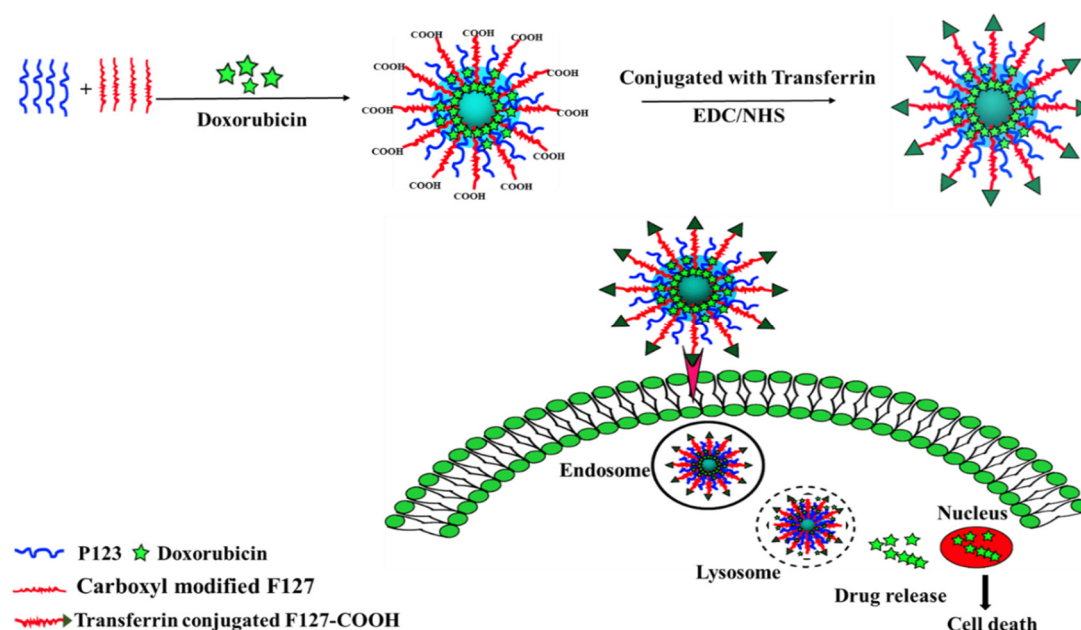 COOH
COOH
COOH
COOH
COOH
COOH
COOH
COOH
COOH
COOH
COOH
COOH
+
Doxorubicin
Conjugated with Transferrin
EDC/NHS
Endosome
Lysosome
Nucleus
Drug release
Cell death
P123
Doxorubicin
Carboxyl modified F127
Transferrin conjugated F127-COOH